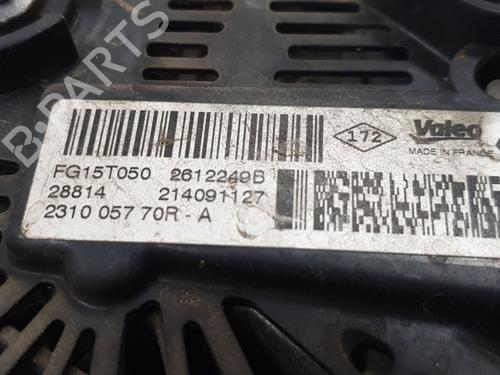 B-PARTS
172
Valeo
MADE IN FRANCE
FG15T050 2612249B
28814 214091127
2310 057 70R - A